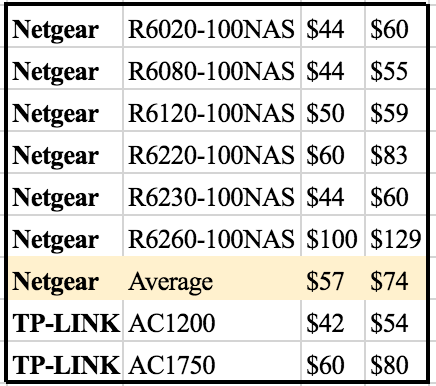 Netgear R6020-100NAS $44 $60
Netgear R6080-100NAS $44 $55
Netgear R6120-100NAS $50 $59
Netgear R6220-100NAS $60 $83
Netgear R6230-100NAS $44 $60
Netgear R6260-100NAS $100 $129
Netgear Average $57 $74
TP-LINK AC1200 $42 $54
TP-LINK AC1750 $60 $80